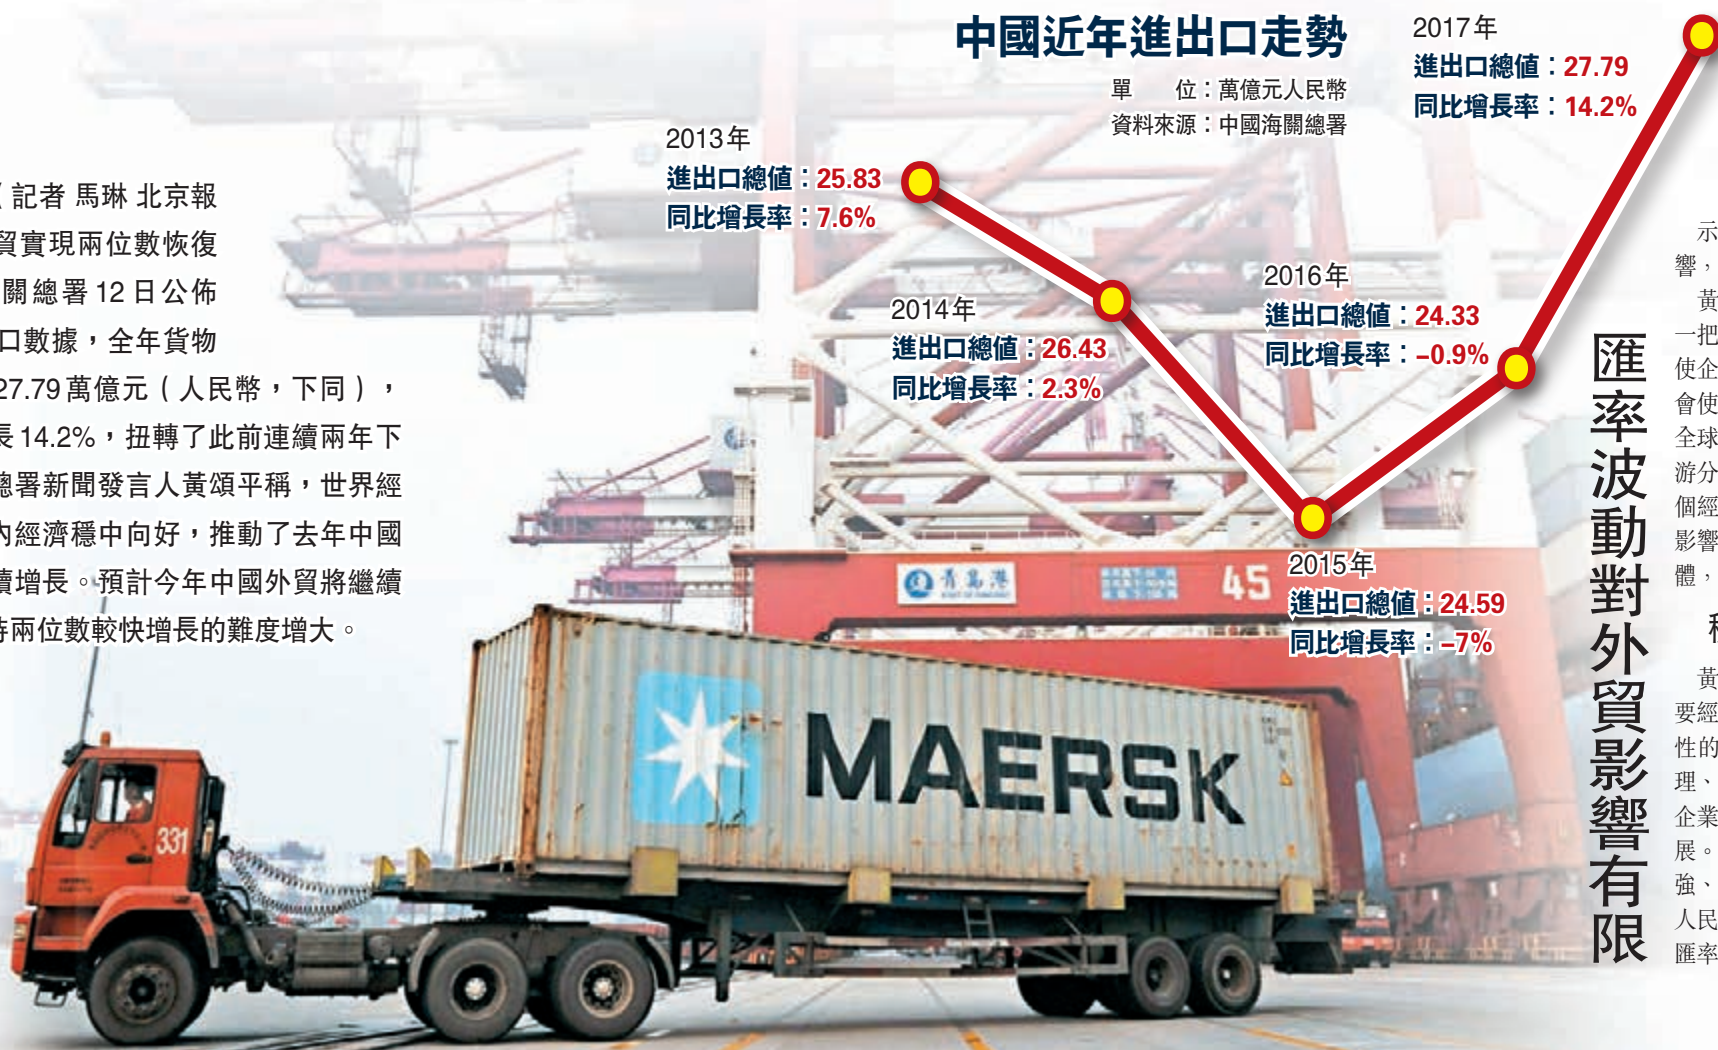 中國近年進出口走勢
單　　位：萬億元人民幣
資料來源：中國海關總署
2013年
進出口總值：25.83
同比增長率：7.6%
2014年
進出口總值：26.43
同比增長率：2.3%
2015年
進出口總值：24.59
同比增長率：-7%
2016年
進出口總值：24.33
同比增長率：-0.9%
2017年
進出口總值：27.79
同比增長率：14.2%
（記者 馬琳 北京報
貿實現兩位數恢復
關總署12日公佈
口數據，全年貨物
27.79萬億元（人民幣，下同），
長14.2%，扭轉了此前連續兩年下
總署新聞發言人黃頌平稱，世界經
內經濟穩中向好，推動了去年中國
續增長。預計今年中國外貿將繼續
持兩位數較快增長的難度增大。
青島港
45
MAERSK
331
匯率波動對外貿影響有限
示
響，
黃
一把
使企
會使
全球
游分
個經
影響
體，
黃
要經
性的
理、
企業
展。
強、
人民
匯率